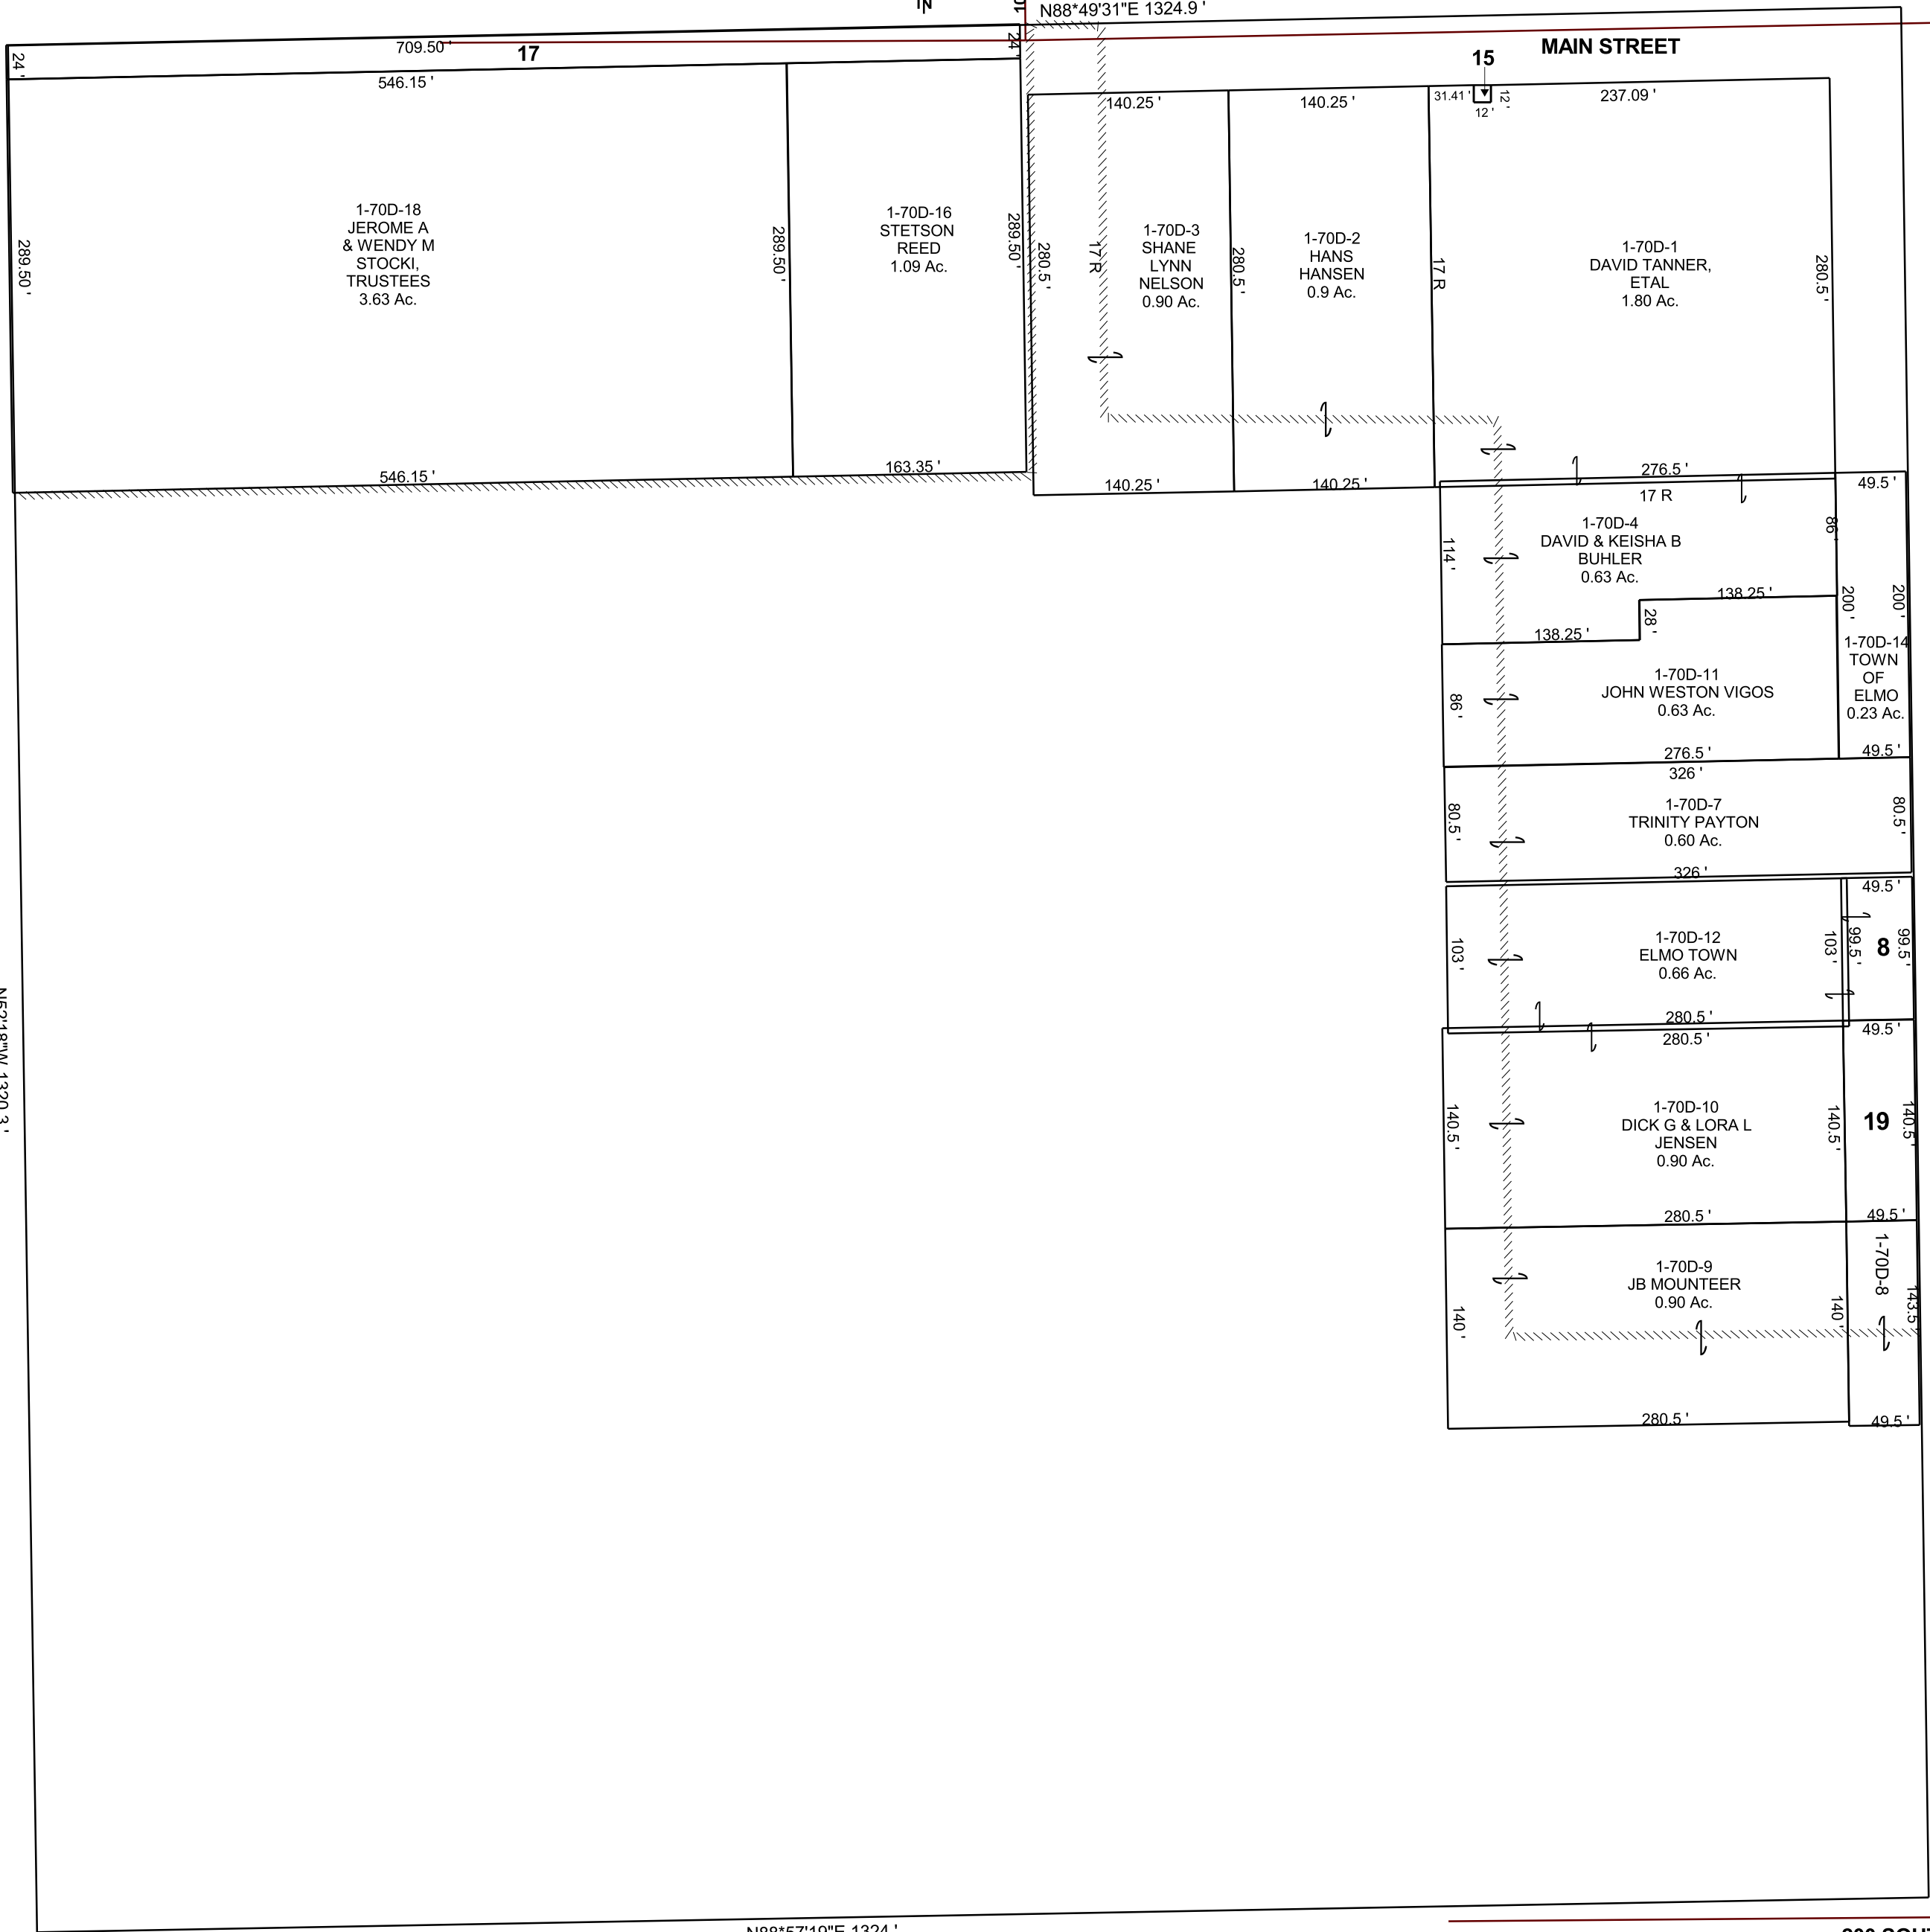 N88*49'31"E 1324.9 '
709.50 '
17
24 '
24 '
MAIN STREET
15
546.15 '
140.25 '
140.25 '
31.41 '
12 '
12 '
237.09 '
1-70D-18
JEROME A
& WENDY M
STOCKI,
TRUSTEES
3.63 Ac.
289.50 '
289.50 '
1-70D-16
STETSON
REED
1.09 Ac.
289.50 '
280.5 '
17 R
1-70D-3
SHANE
LYNN
NELSON
0.90 Ac.
280.5 '
1-70D-2
HANS
HANSEN
0.9 Ac.
17 R
1-70D-1
DAVID TANNER,
ETAL
1.80 Ac.
280.5 '
546.15 '
163.35 '
140.25 '
140.25 '
276.5 '
17 R
49.5 '
1-70D-4
DAVID & KEISHA B
BUHLER
0.63 Ac.
114 '
86 '
138.25 '
28 '
138.25 '
200 '
200 '
1-70D-14
TOWN
OF
ELMO
0.23 Ac.
1-70D-11
JOHN WESTON VIGOS
0.63 Ac.
86 '
276.5 '
49.5 '
326 '
1-70D-7
TRINITY PAYTON
0.60 Ac.
80.5 '
80.5 '
326 '
49.5 '
1-70D-12
ELMO TOWN
0.66 Ac.
103 '
103 '
99.5 '
8
99.5 '
280.5 '
49.5 '
280.5 '
1-70D-10
DICK G & LORA L
JENSEN
0.90 Ac.
140.5 '
140.5 '
19
140.5 '
280.5 '
49.5 '
1-70D-9
JB MOUNTEER
0.90 Ac.
140 '
140 '
1-70D-8
143.5 '
280.5 '
49.5 '
N52'18"W 1320.3 '
N88*57'19"E 1324 '